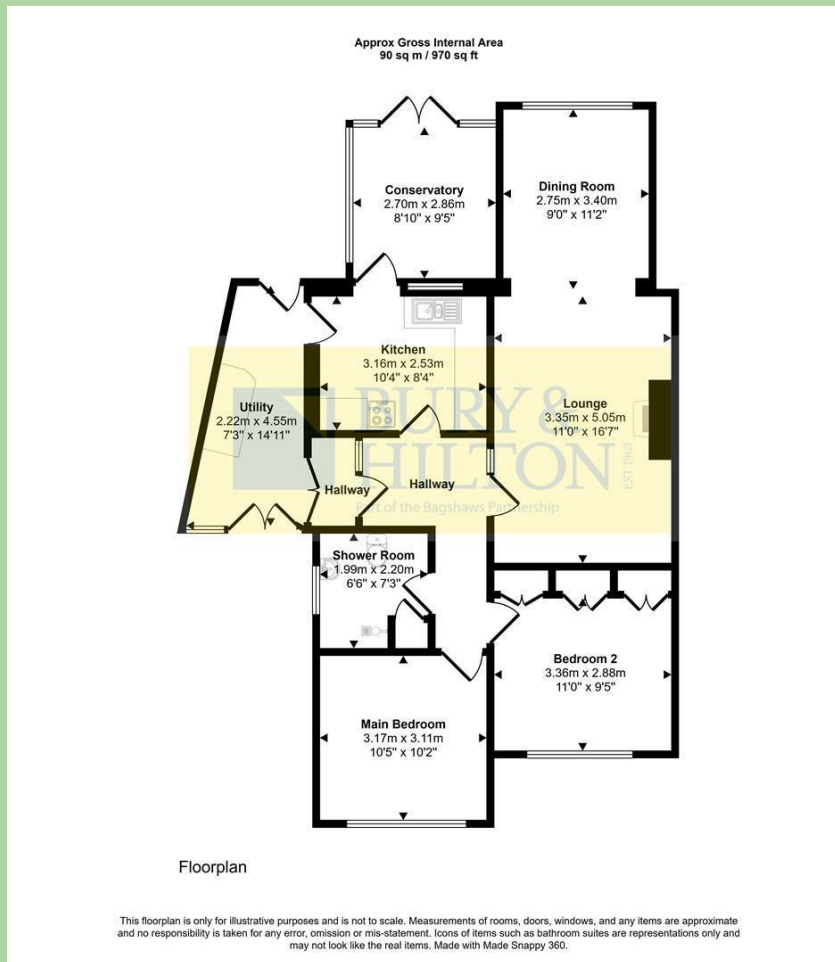 Approx Gross Internal Area
90 sq m / 970 sq ft
Conservatory
2.70m x 2.86m
8'10" x 9'5"
Dining Room
2.75m x 3.40m
9'0" x 11'2"
Kitchen
3.16m x 2.53m
10'4" x 8'4"
Utility
2.22m x 4.55m
7'3" x 14'11"
Lounge
3.35m x 5.05m
11'0" x 16'7"
BURY &
HILTON
EST 1963
Part of the Bagshaws Partnership
Hallway
Hallway
Shower Room
1.99m x 2.20m
6'6" x 7'3"
Bedroom 2
3.36m x 2.88m
11'0" x 9'5"
Main Bedroom
3.17m x 3.11m
10'5" x 10'2"
Floorplan
This floorplan is only for illustrative purposes and is not to scale. Measurements of rooms, doors, windows, and any items are approximate
and no responsibility is taken for any error, omission or mis-statement. Icons of items such as bathroom suites are representations only and
may not look like the real items. Made with Made Snappy 360.